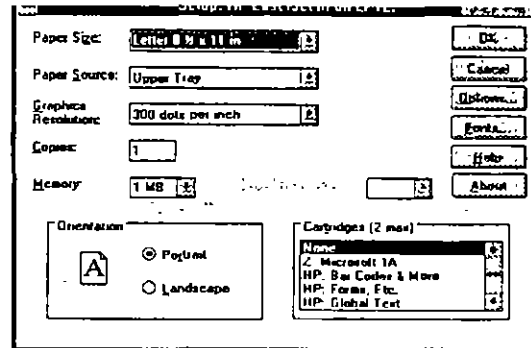 Paper Size: Letter 8 ½ x 11 in
OK
Paper Source: Upper Tray
Cancel
Graphics Resolution: 300 dots per inch
Options...
Copies: 1
Fonts...
Help
Memory: 1 MB
About
Orientation
Portrait
Landscape
A
Cartridges (2 max)
None
Z: Microsoft 1A
HP: Bar Codes & More
HP: Forms, Etc.
HP: Global Text